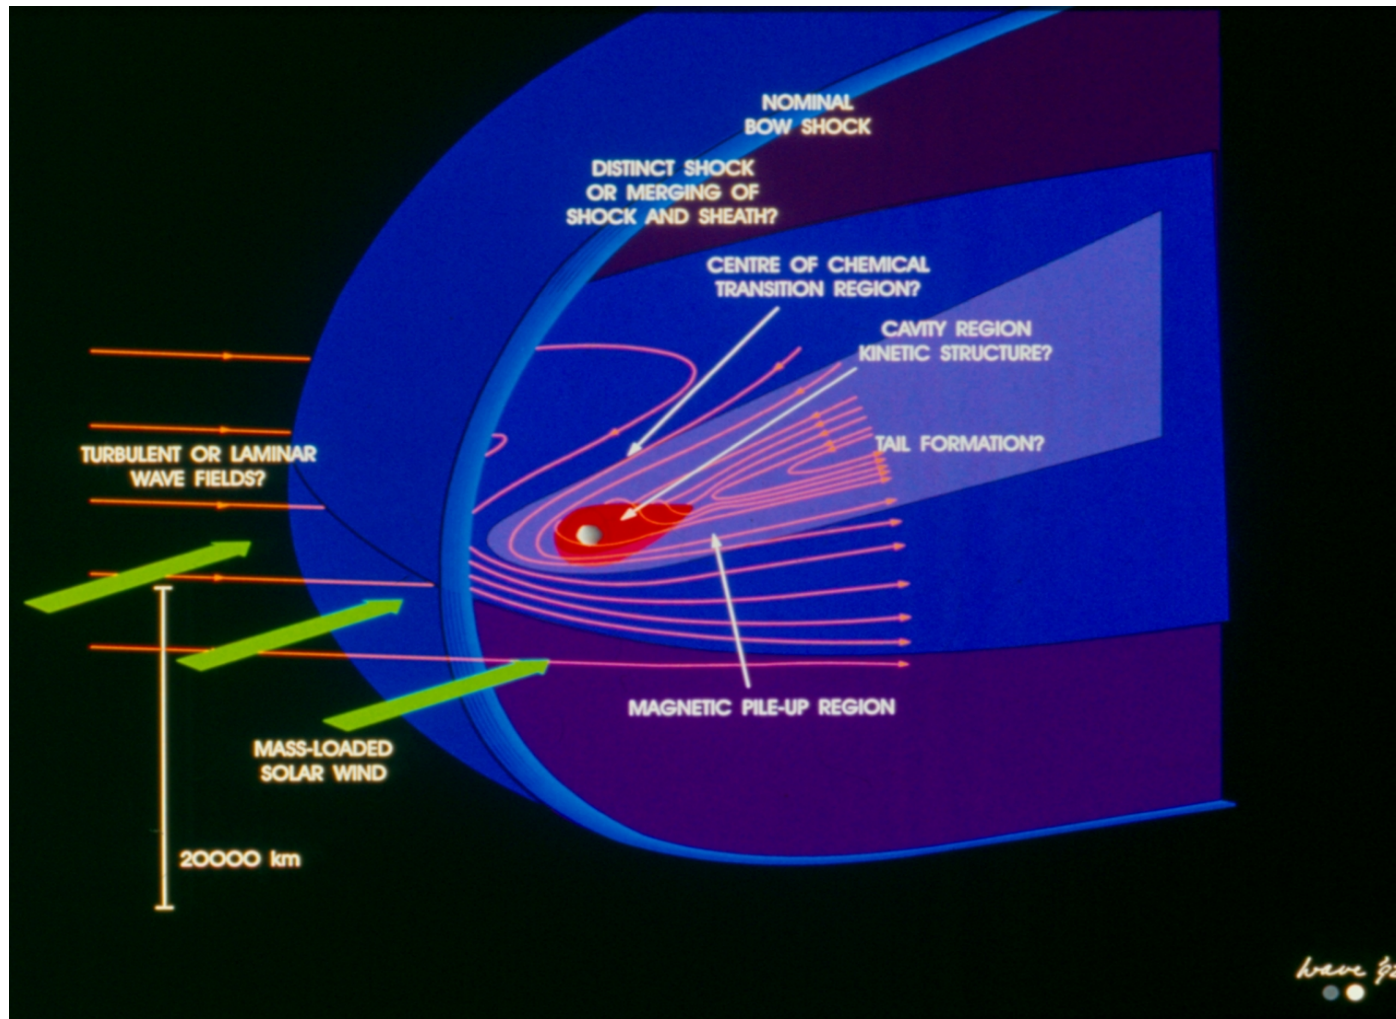 NOMINAL
BOW SHOCK
DISTINCT SHOCK
OR MERGING OF
SHOCK AND SHEATH?
CENTRE OF CHEMICAL
TRANSITION REGION?
CAVITY REGION
KINETIC STRUCTURE?
TURBULENT OR LAMINAR
WAVE FIELDS?
TAIL FORMATION?
MAGNETIC PILE-UP REGION
MASS-LOADED
SOLAR WIND
20000 km
wave